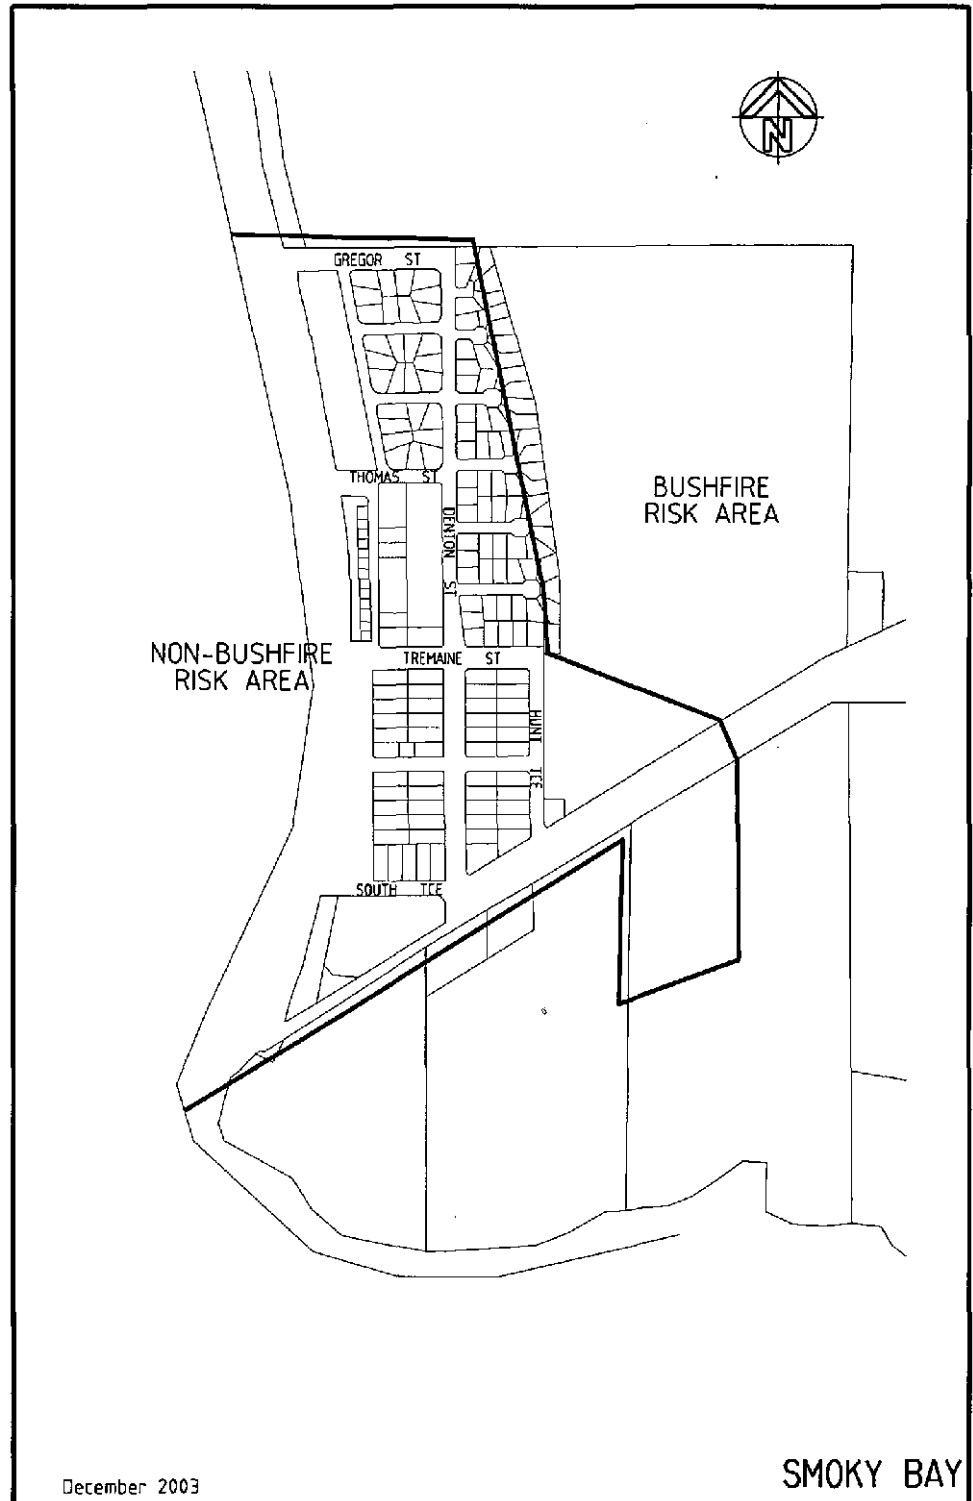 N
GREGOR ST
THOMAS ST
DENTON ST
BUSHFIRE
RISK AREA
NON-BUSHFIRE
RISK AREA
TREMAINE ST
HUNT TCE
SOUTH TCE
SMOKY BAY
December 2003